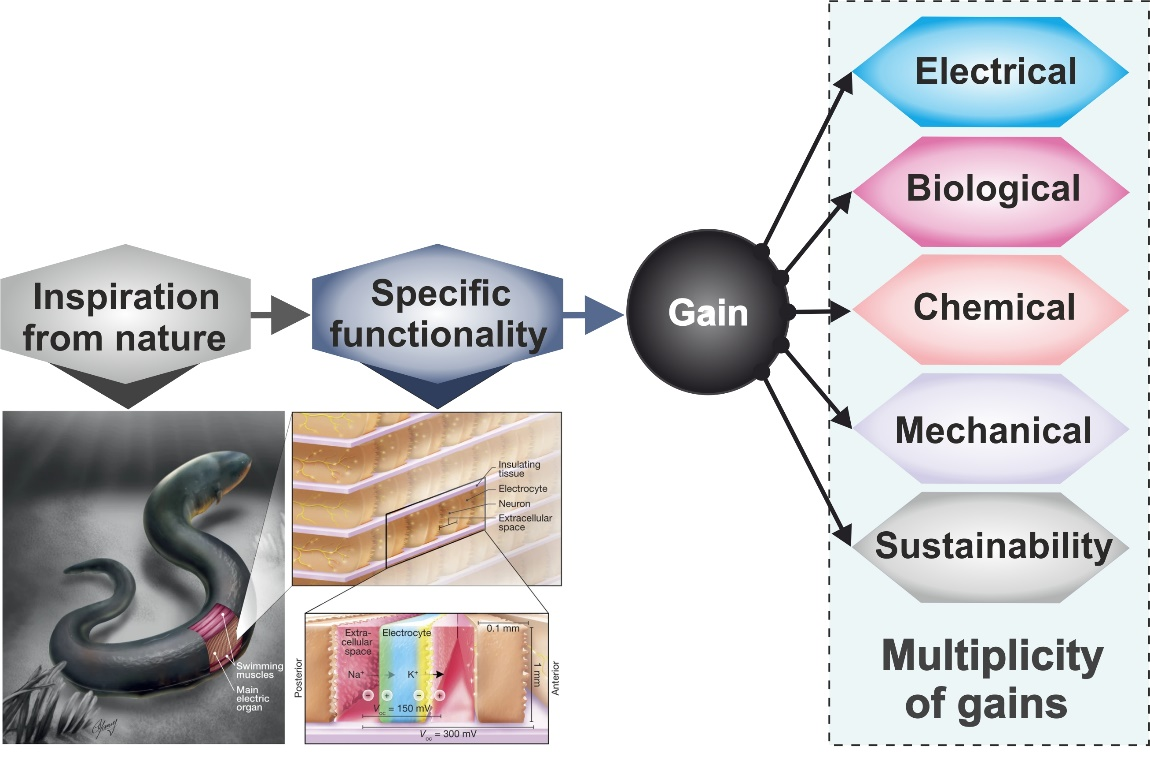 Electrical
Biological
Inspiration
from nature
Specific
functionality
Gain
Chemical
Mechanical
Sustainability
Multiplicity
of gains
Swimming
muscles
Main
electric
organ
Insulating
tissue
Electrocyte
Neuron
Extracellular
space
Posterior
Extra-
cellular
space
Electrocyte
0.1 mm
1 mm
Na⁺
K⁺
+
+
−
+
V_oc = 150 mV
V_oc = 300 mV
Anterior